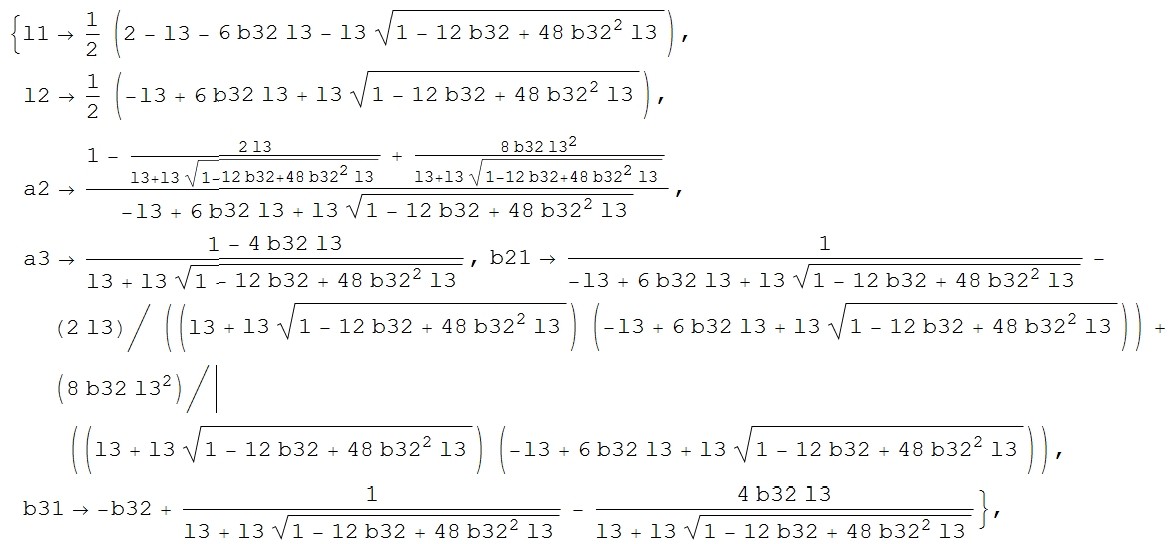 {l1 → 1/2 (2 - l3 - 6 b32 l3 - l3 √(1 - 12 b32 + 48 b32² l3)),
l2 → 1/2 (-l3 + 6 b32 l3 + l3 √(1 - 12 b32 + 48 b32² l3)),
a2 → (1 - (2 l3)/(l3+l3 √(1-12 b32+48 b32² l3)) + (8 b32 l3²)/(l3+l3 √(1-12 b32+48 b32² l3)))/(-l3 + 6 b32 l3 + l3 √(1 - 12 b32 + 48 b32² l3)),
a3 → (1 - 4 b32 l3)/(l3 + l3 √(1 - 12 b32 + 48 b32² l3)), b21 → 1/(-l3 + 6 b32 l3 + l3 √(1 - 12 b32 + 48 b32² l3)) -
(2 l3) / ((l3 + l3 √(1 - 12 b32 + 48 b32² l3)) (-l3 + 6 b32 l3 + l3 √(1 - 12 b32 + 48 b32² l3))) +
(8 b32 l3²) /
((l3 + l3 √(1 - 12 b32 + 48 b32² l3)) (-l3 + 6 b32 l3 + l3 √(1 - 12 b32 + 48 b32² l3))),
b31 → -b32 + 1/(l3 + l3 √(1 - 12 b32 + 48 b32² l3)) - (4 b32 l3)/(l3 + l3 √(1 - 12 b32 + 48 b32² l3))},